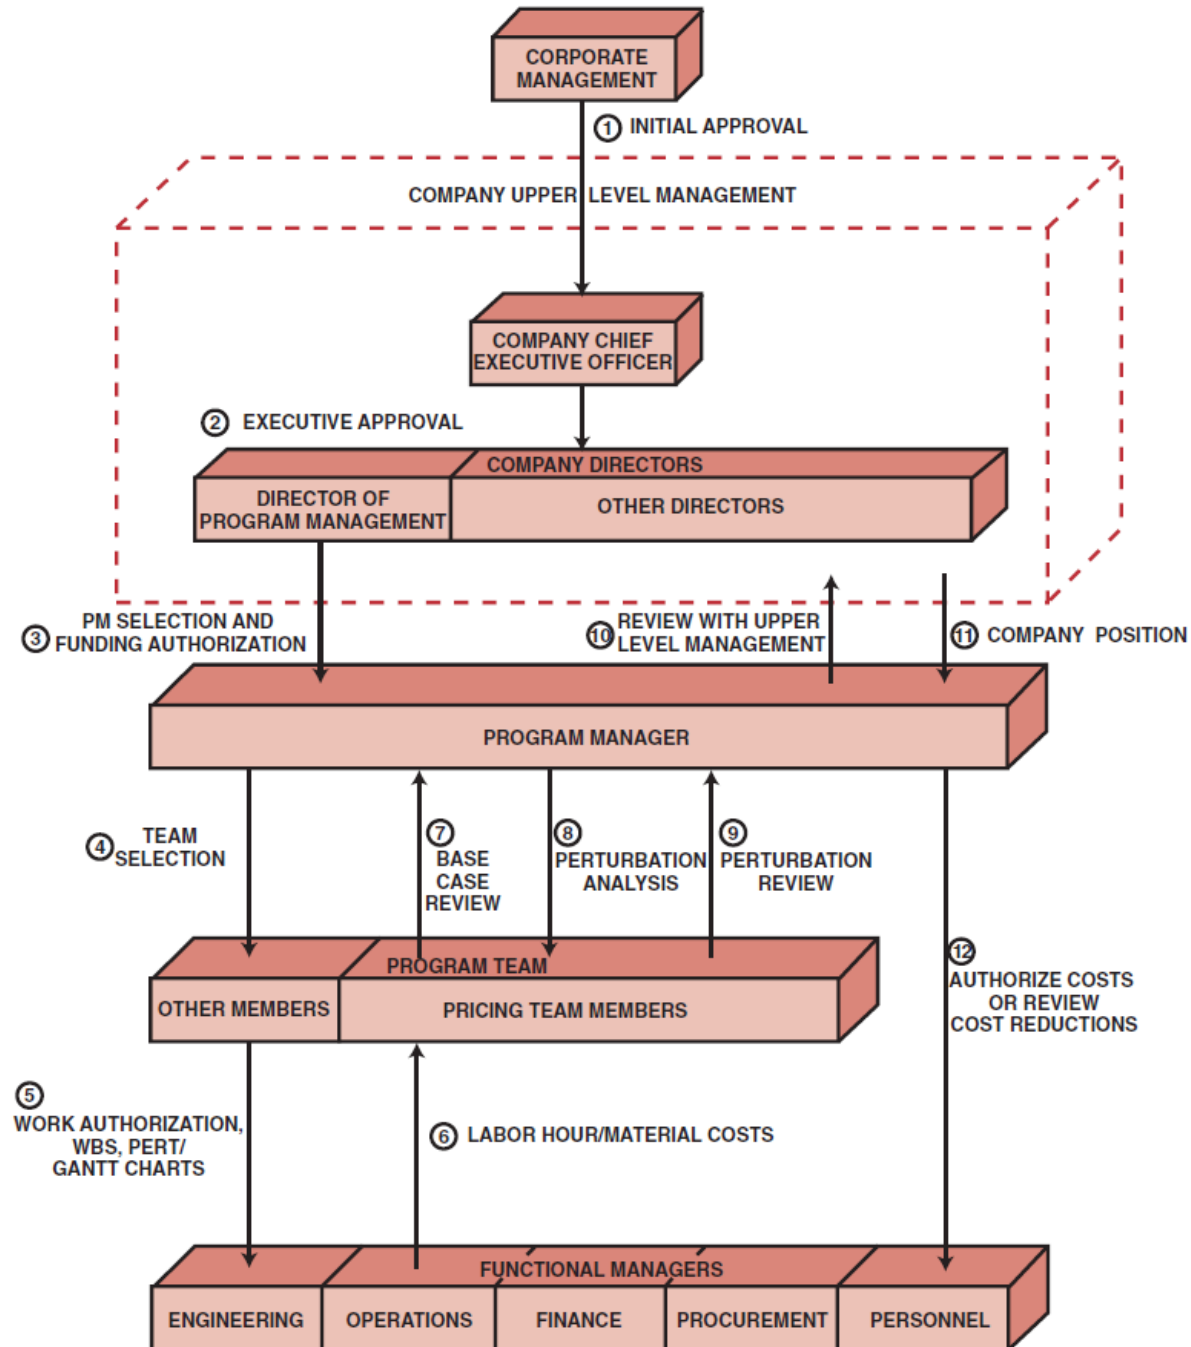 CORPORATE
MANAGEMENT
1 INITIAL APPROVAL
COMPANY UPPER LEVEL MANAGEMENT
COMPANY CHIEF
EXECUTIVE OFFICER
2 EXECUTIVE APPROVAL
COMPANY DIRECTORS
DIRECTOR OF
PROGRAM MANAGEMENT
OTHER DIRECTORS
3 PM SELECTION AND
FUNDING AUTHORIZATION
10 REVIEW WITH UPPER
LEVEL MANAGEMENT
11 COMPANY POSITION
PROGRAM MANAGER
4 TEAM
SELECTION
7
BASE
CASE
REVIEW
8
PERTURBATION
ANALYSIS
9
PERTURBATION
REVIEW
12
AUTHORIZE COSTS
OR REVIEW
COST REDUCTIONS
PROGRAM TEAM
OTHER MEMBERS
PRICING TEAM MEMBERS
5
WORK AUTHORIZATION,
WBS, PERT/
GANTT CHARTS
6 LABOR HOUR/MATERIAL COSTS
FUNCTIONAL MANAGERS
ENGINEERING
OPERATIONS
FINANCE
PROCUREMENT
PERSONNEL